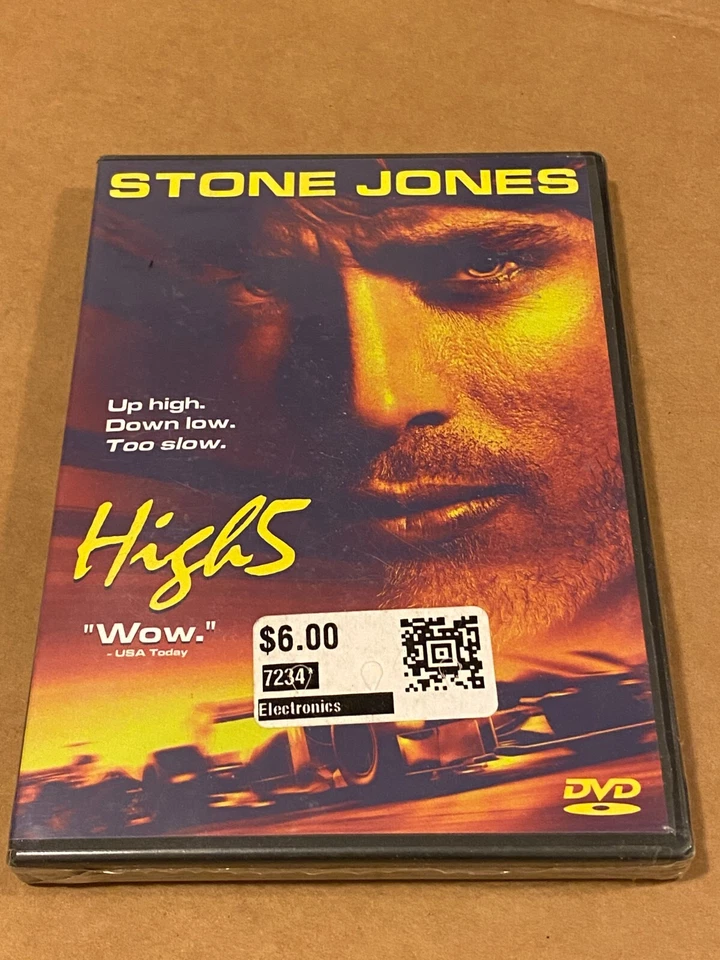 STONE JONES
Up high.
Down low.
Too slow.
High5
"Wow."
- USA Today
$6.00
7234
Electronics
DVD